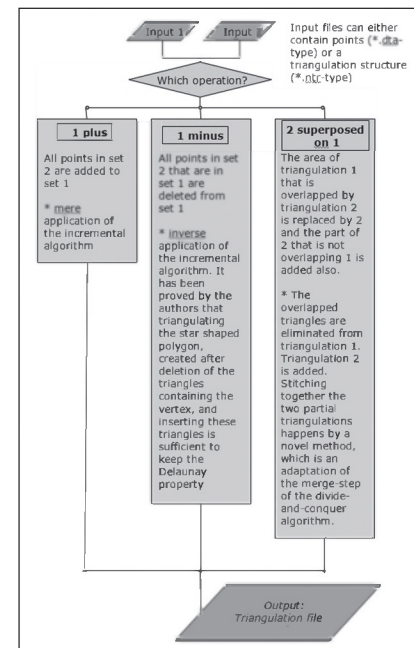 Input 1
Input
Input files can either
contain points (*.dta-
type) or a
triangulation structure
(*.ntr-type)
Which operation?
1 plus
All points in set
2 are added to
set 1
* mere
application of
the incremental
algorithm
1 minus
All points in set
2 that are in
set 1 are
deleted from
set 1
* inverse
application of
the incremental
algorithm. It
has been
proved by the
authors that
triangulating
the star shaped
polygon,
created after
deletion of the
triangles
containing the
vertex, and
inserting these
triangles is
sufficient to
keep the
Delaunay
property
2 superposed
on 1
The area of
triangulation 1
that is
overlapped by
triangulation 2
is replaced by 2
and the part of
2 that is not
overlapping 1 is
added also.
* The
overlapped
triangles are
eliminated from
triangulation 1.
Triangulation 2
is added.
Stitching
together the
two partial
triangulations
happens by a
novel method,
which is an
adaptation of
the merge-step
of the divide-
and-conquer
algorithm.
Output:
Triangulation file